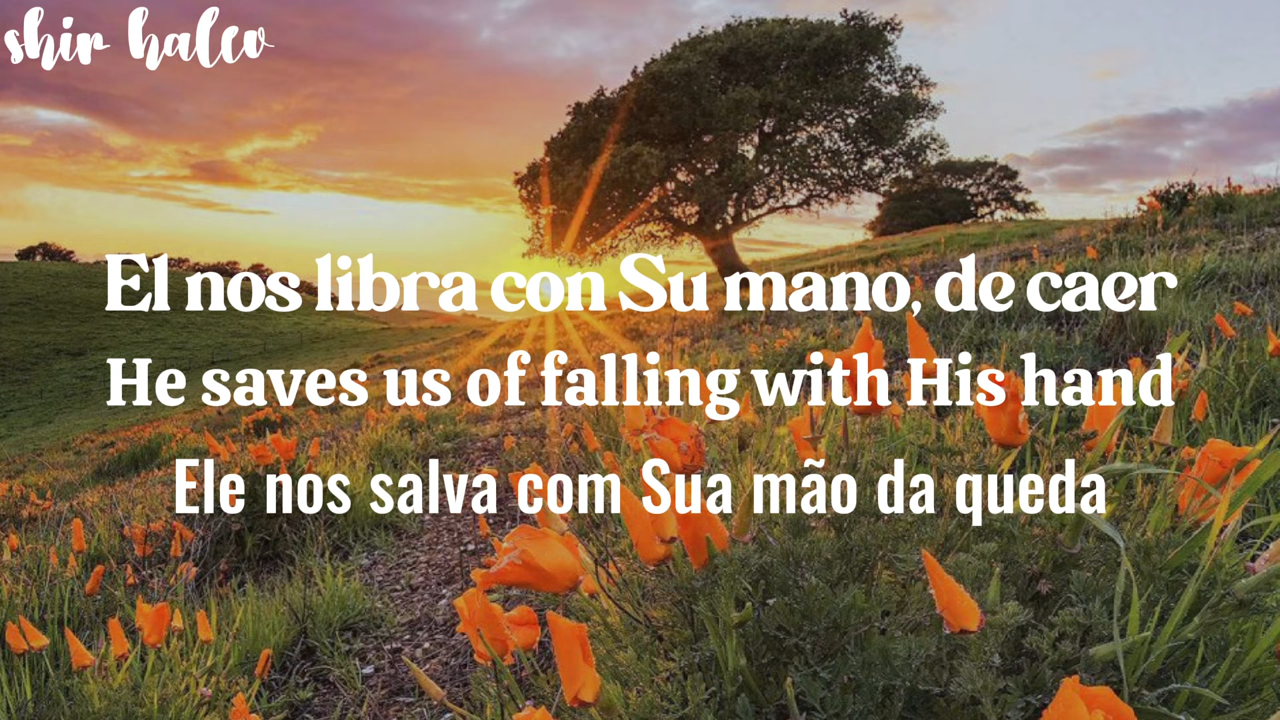 shir halev
El nos libra con Su mano, de caer
He saves us of falling with His hand
Ele nos salva com Sua mão da queda